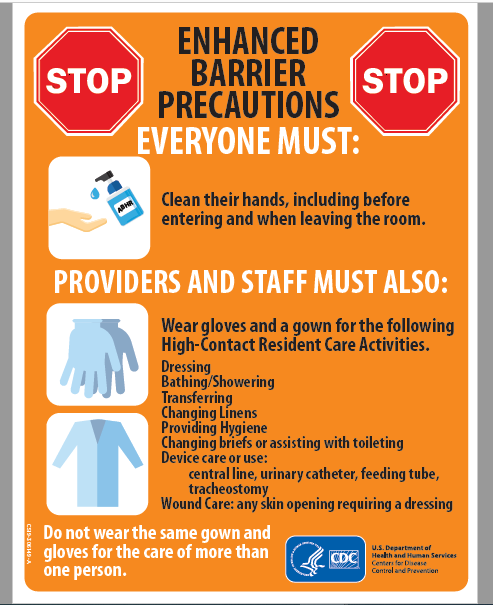 STOP
ENHANCED
BARRIER
PRECAUTIONS
STOP
EVERYONE MUST:
ABHR
Clean their hands, including before
entering and when leaving the room.
PROVIDERS AND STAFF MUST ALSO:
Wear gloves and a gown for the following
High-Contact Resident Care Activities.
Dressing
Bathing/Showering
Transferring
Changing Linens
Providing Hygiene
Changing briefs or assisting with toileting
Device care or use:
central line, urinary catheter, feeding tube,
tracheostomy
Wound Care: any skin opening requiring a dressing
Do not wear the same gown and
gloves for the care of more than
one person.
CDC
U.S. Department of
Health and Human Services
Centers for Disease
Control and Prevention